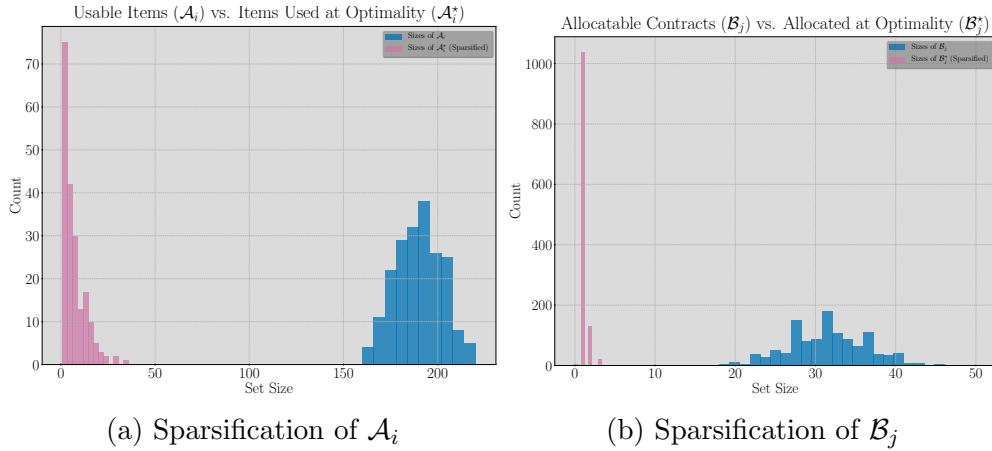 Usable Items (𝒜ᵢ) vs. Items Used at Optimality (𝒜ᵢ⋆)
Sizes of 𝒜ᵢ
Sizes of 𝒜ᵢ⋆ (Sparsified)
Count
70
60
50
40
30
20
10
0
0 50 100 150 200
Set Size
(a) Sparsification of 𝒜ᵢ
Allocatable Contracts (ℬⱼ) vs. Allocated at Optimality (ℬⱼ⋆)
Sizes of ℬⱼ
Sizes of ℬⱼ⋆ (Sparsified)
Count
1000
800
600
400
200
0
0 10 20 30 40 50
Set Size
(b) Sparsification of ℬⱼ